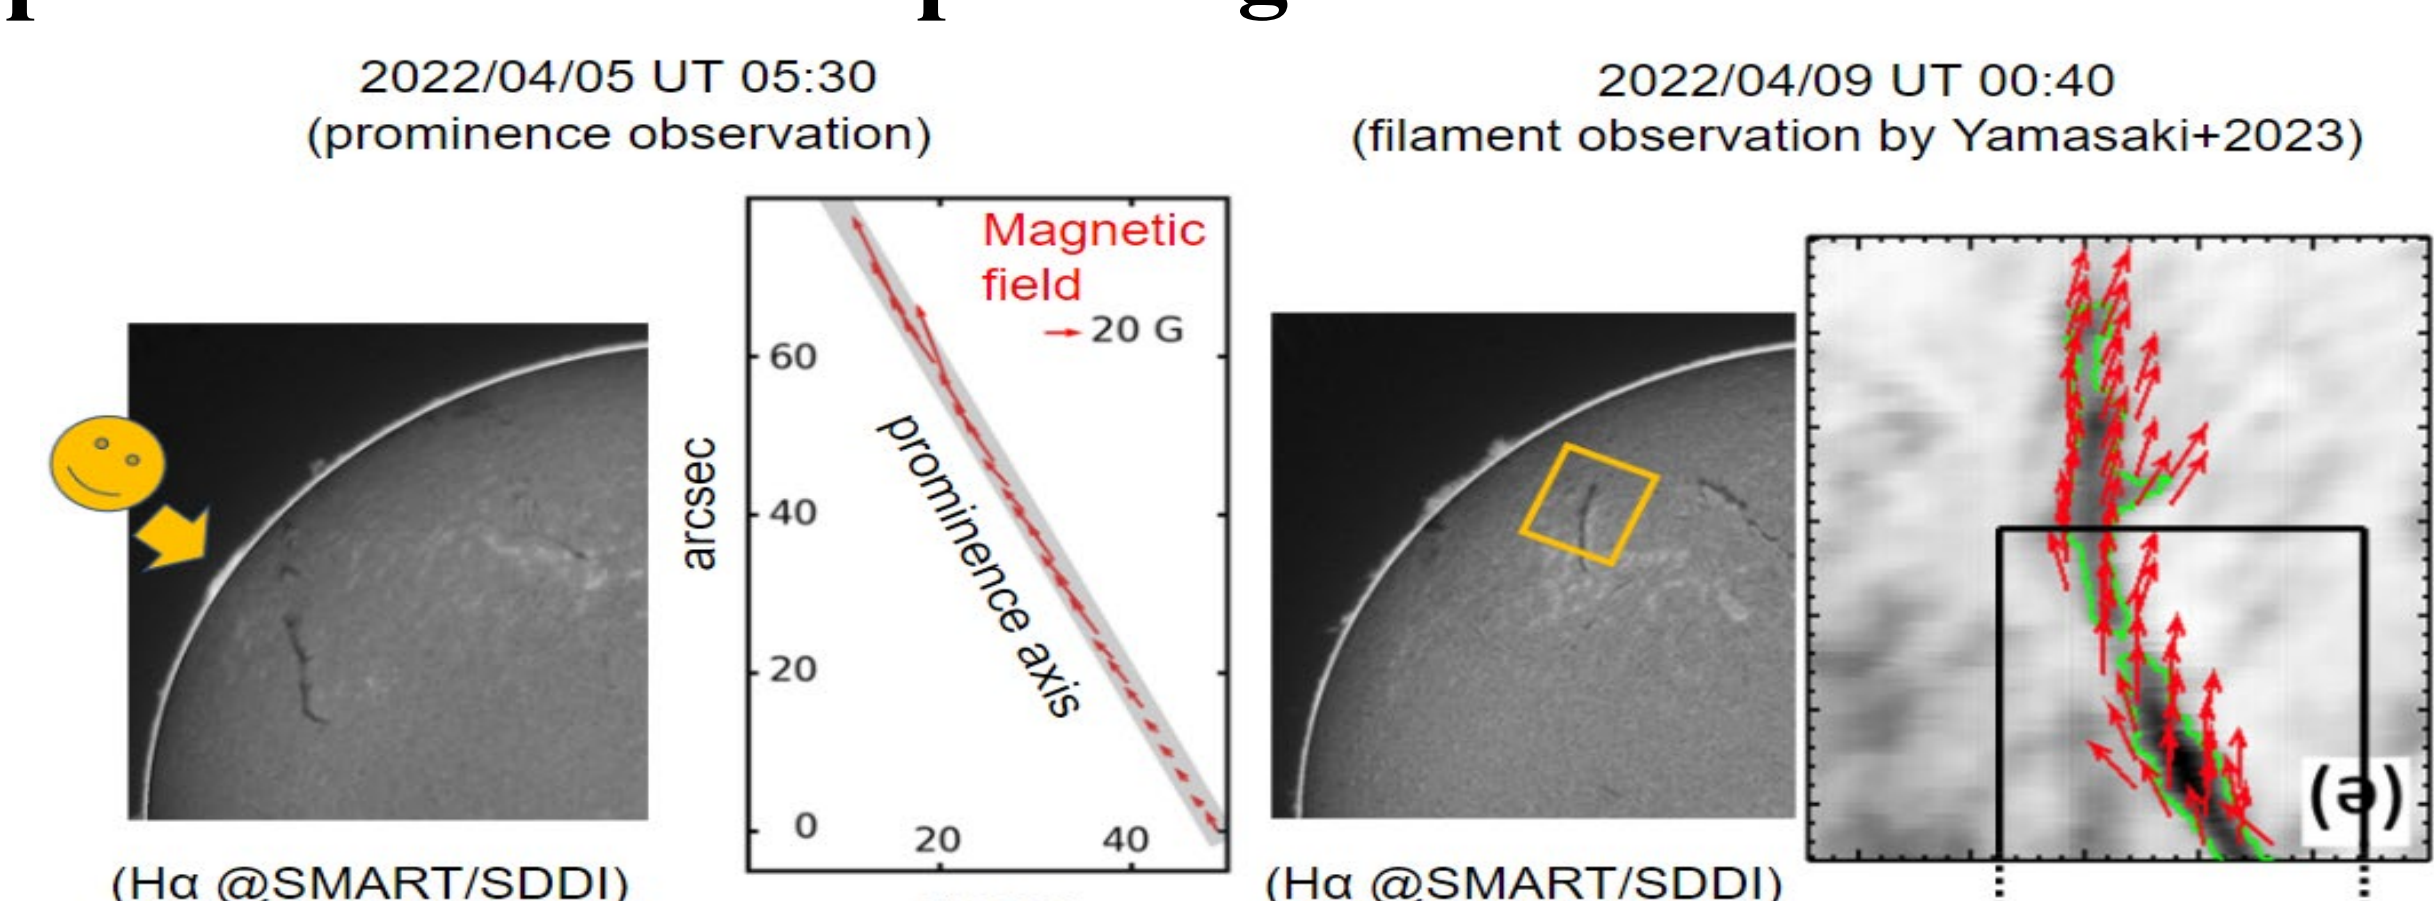 2022/04/05 UT 05:30
(prominence observation)
2022/04/09 UT 00:40
(filament observation by Yamasaki+2023)
Magnetic
field
20 G
60
40
20
0
20
40
arcsec
prominence axis
(e)
(Hα @SMART/SDDI)
(Hα @SMART/SDDI)